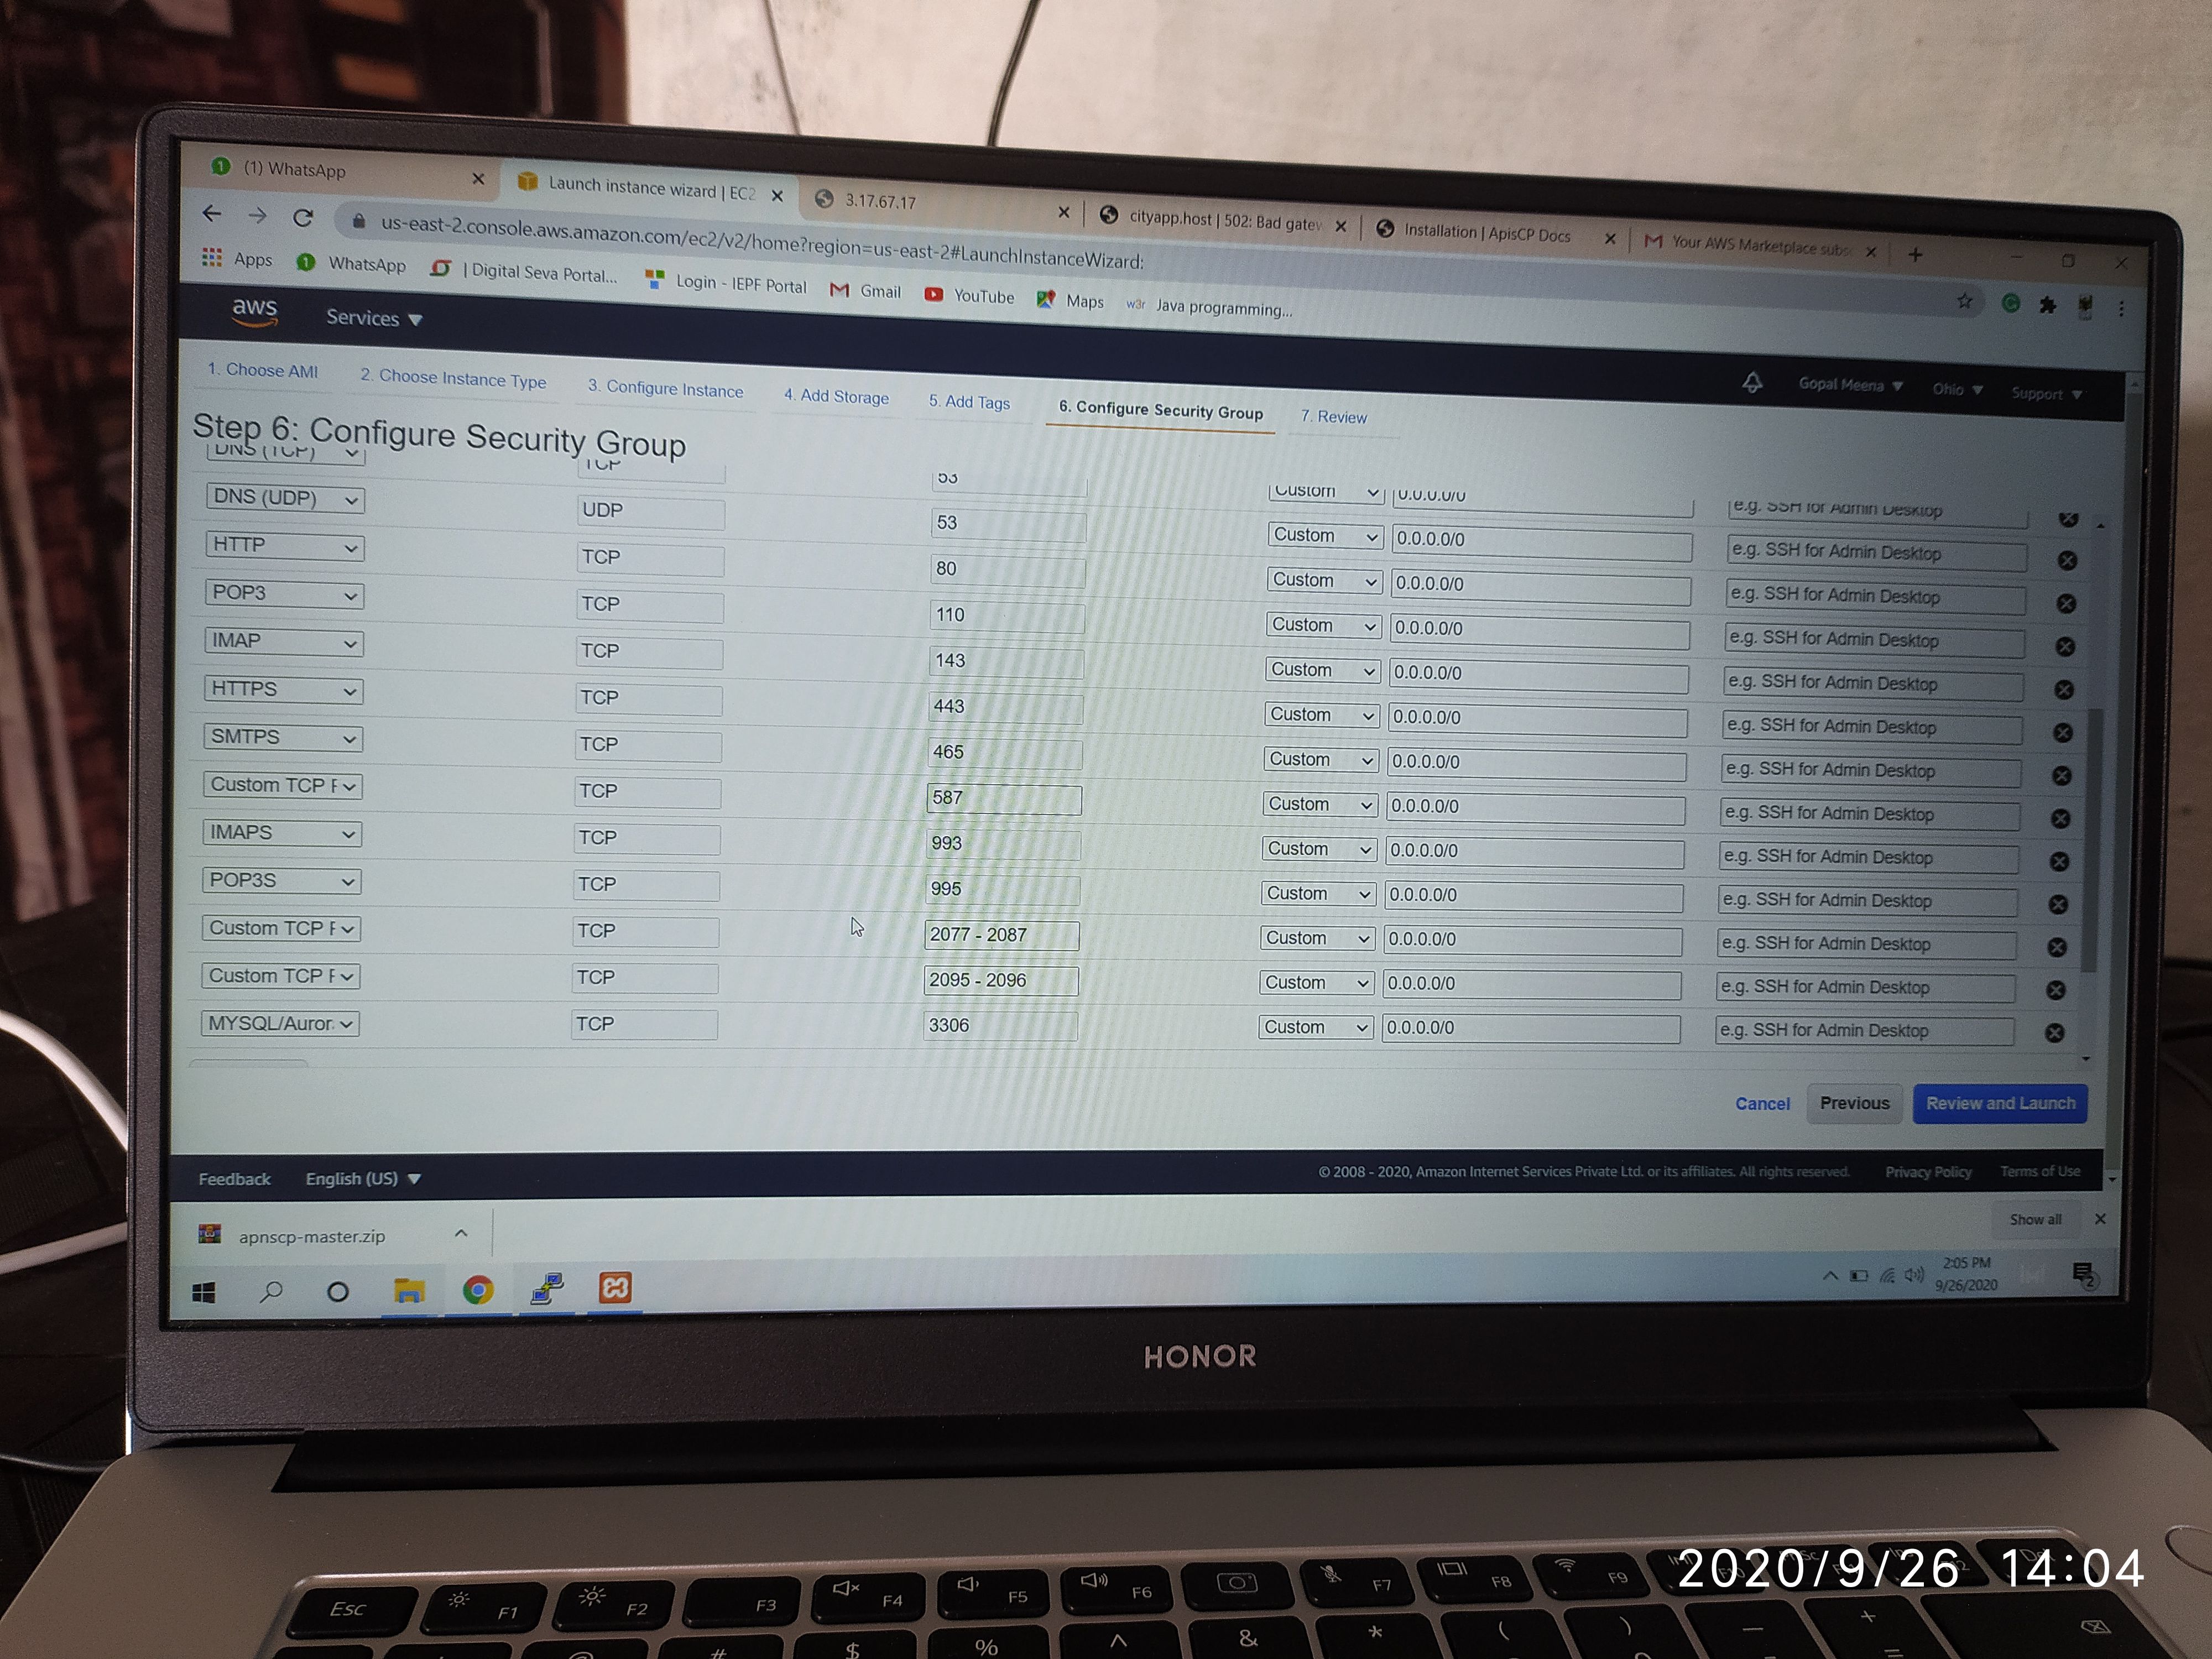 (1) WhatsApp
Launch instance wizard | EC2
3.17.67.17
cityapp.host | 502: Bad gatew
Installation | ApisCP Docs
Your AWS Marketplace subsc
us-east-2.console.aws.amazon.com/ec2/v2/home?region=us-east-2#LaunchInstanceWizard:
Apps WhatsApp | Digital Seva Portal... Login - IEPF Portal Gmail YouTube Maps w3r Java programming...
aws Services Gopal Meena Ohio Support
1. Choose AMI 2. Choose Instance Type 3. Configure Instance 4. Add Storage 5. Add Tags 6. Configure Security Group 7. Review
Step 6: Configure Security Group
DNS (TCP) TCP 53 Custom 0.0.0.0/0 e.g. SSH for Admin Desktop
DNS (UDP) UDP 53 Custom 0.0.0.0/0 e.g. SSH for Admin Desktop
HTTP TCP 80 Custom 0.0.0.0/0 e.g. SSH for Admin Desktop
POP3 TCP 110 Custom 0.0.0.0/0 e.g. SSH for Admin Desktop
IMAP TCP 143 Custom 0.0.0.0/0 e.g. SSH for Admin Desktop
HTTPS TCP 443 Custom 0.0.0.0/0 e.g. SSH for Admin Desktop
SMTPS TCP 465 Custom 0.0.0.0/0 e.g. SSH for Admin Desktop
Custom TCP F TCP 587 Custom 0.0.0.0/0 e.g. SSH for Admin Desktop
IMAPS TCP 993 Custom 0.0.0.0/0 e.g. SSH for Admin Desktop
POP3S TCP 995 Custom 0.0.0.0/0 e.g. SSH for Admin Desktop
Custom TCP F TCP 2077 - 2087 Custom 0.0.0.0/0 e.g. SSH for Admin Desktop
Custom TCP F TCP 2095 - 2096 Custom 0.0.0.0/0 e.g. SSH for Admin Desktop
MYSQL/Auror TCP 3306 Custom 0.0.0.0/0 e.g. SSH for Admin Desktop
Cancel Previous Review and Launch
Feedback English (US) © 2008 - 2020, Amazon Internet Services Private Ltd. or its affiliates. All rights reserved. Privacy Policy Terms of Use
apnscp-master.zip Show all
2:05 PM
9/26/2020
2
HONOR
2020/9/26 14:04
Esc F1 F2 F3 F4 F5 F6 F7 F8 F9
# $ % ^ & * ( ) — +
=